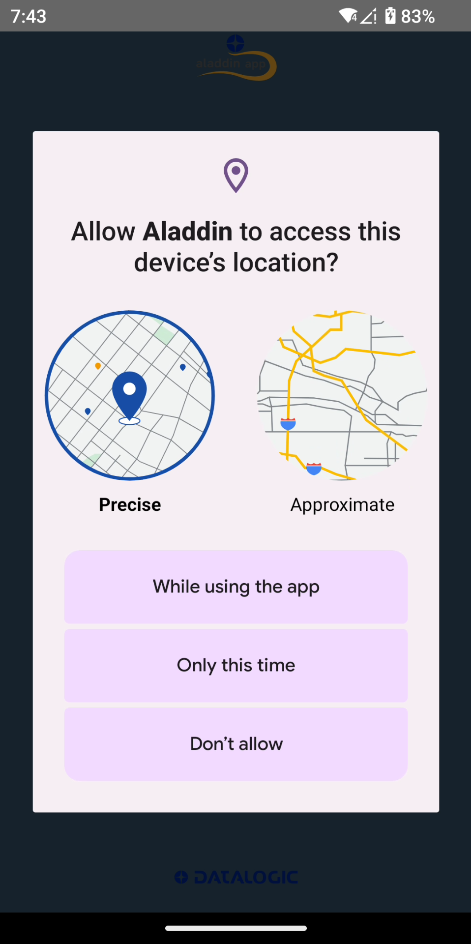 7:43
4
83%
aladdin app
Allow Aladdin to access this
device's location?
Precise
Approximate
While using the app
Only this time
Don't allow
DATALOGIC